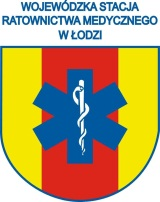 WOJEWÓDZKA STACJA
RATOWNICTWA MEDYCZNEGO
W ŁODZI